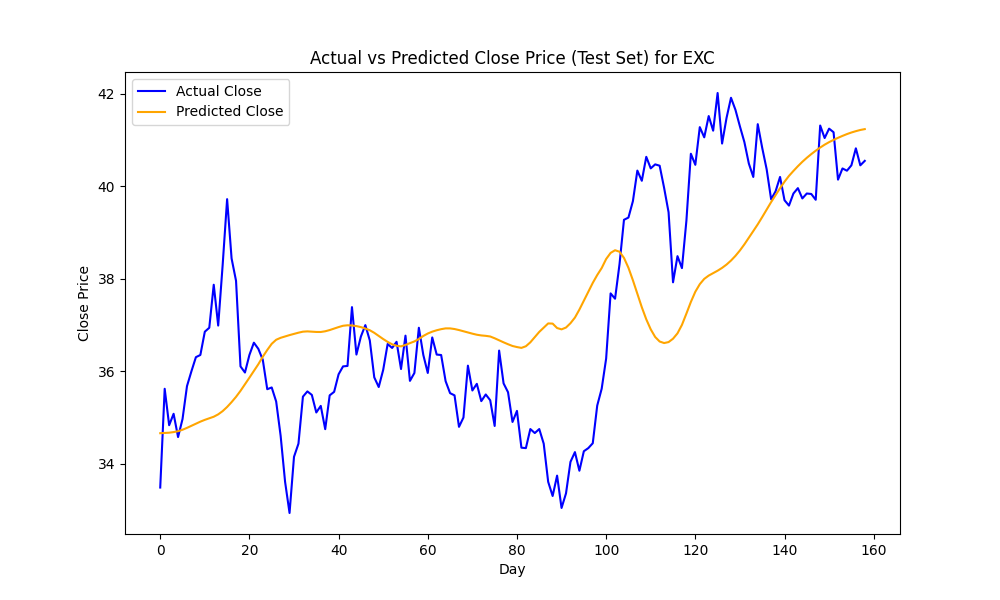 Actual vs Predicted Close Price (Test Set) for EXC
Actual Close
Predicted Close
Close Price
42
40
38
36
34
0 20 40 60 80 100 120 140 160
Day